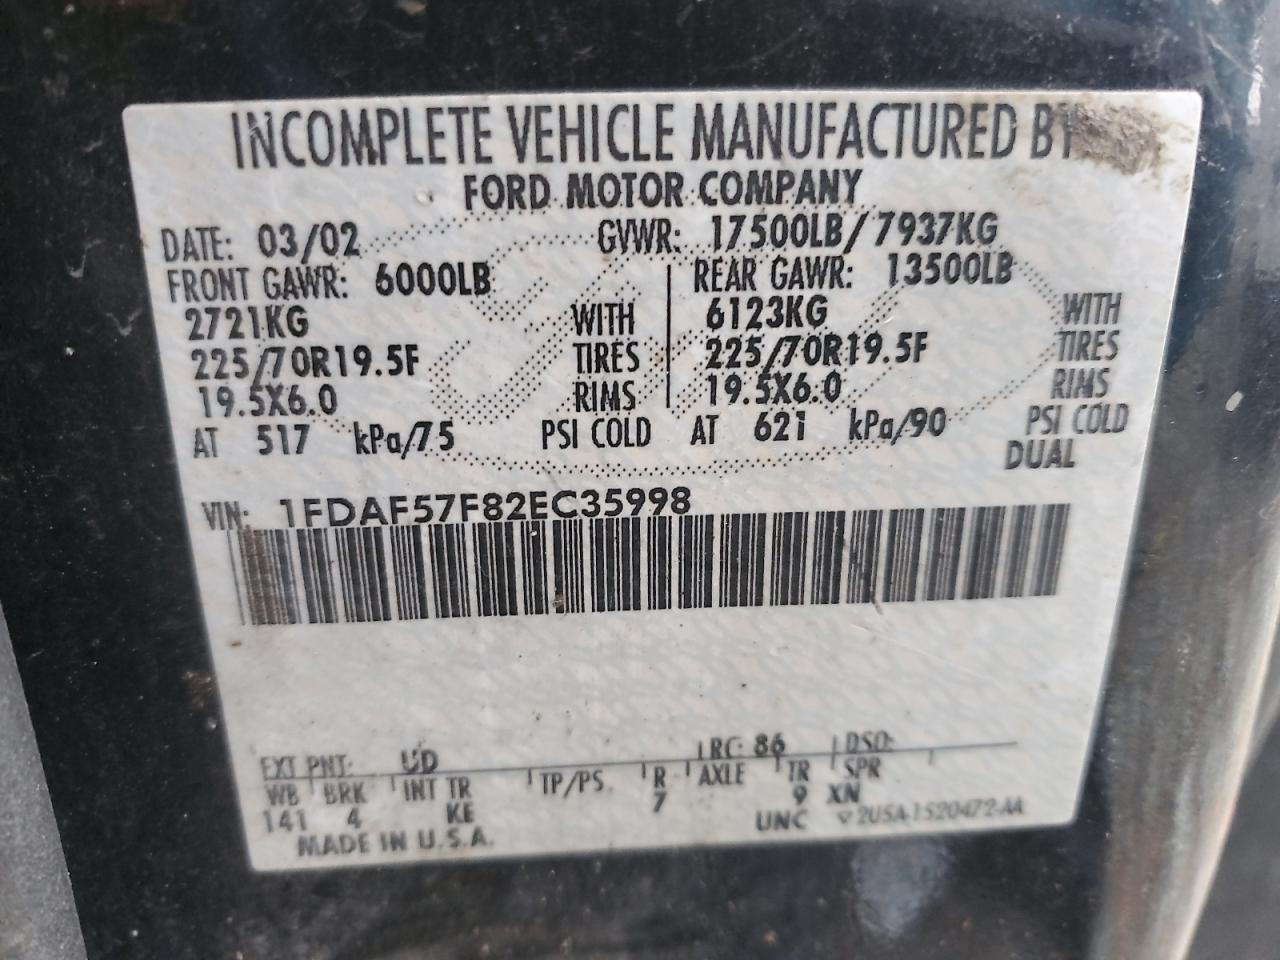 INCOMPLETE VEHICLE MANUFACTURED BY
FORD MOTOR COMPANY
DATE: 03/02 GVWR: 17500LB/7937KG
FRONT GAWR: 6000LB REAR GAWR: 13500LB
2721KG WITH 6123KG WITH
225/70R19.5F TIRES 225/70R19.5F TIRES
19.5X6.0 RIMS 19.5X6.0 RIMS
AT 517 kPa/75 PSI COLD AT 621 kPa/90 PSI COLD
DUAL
VIN: 1FDAF57F82EC35998
EXT PNT: UD RC: 86 DSO:
WB BRK INT TR TP/PS R AXLE TR SPR
141 4 KE 7 9 XN
MADE IN U.S.A. UNC 2U5A-1520472-AA